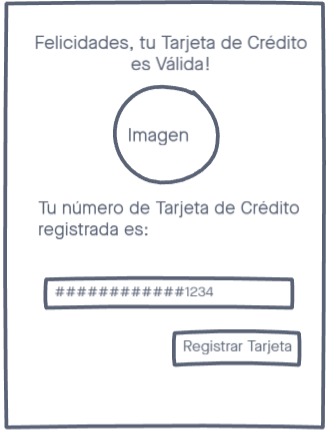 Felicidades, tu Tarjeta de Crédito
es Válida!
Imagen
Tu número de Tarjeta de Crédito
registrada es:
############1234
Registrar Tarjeta